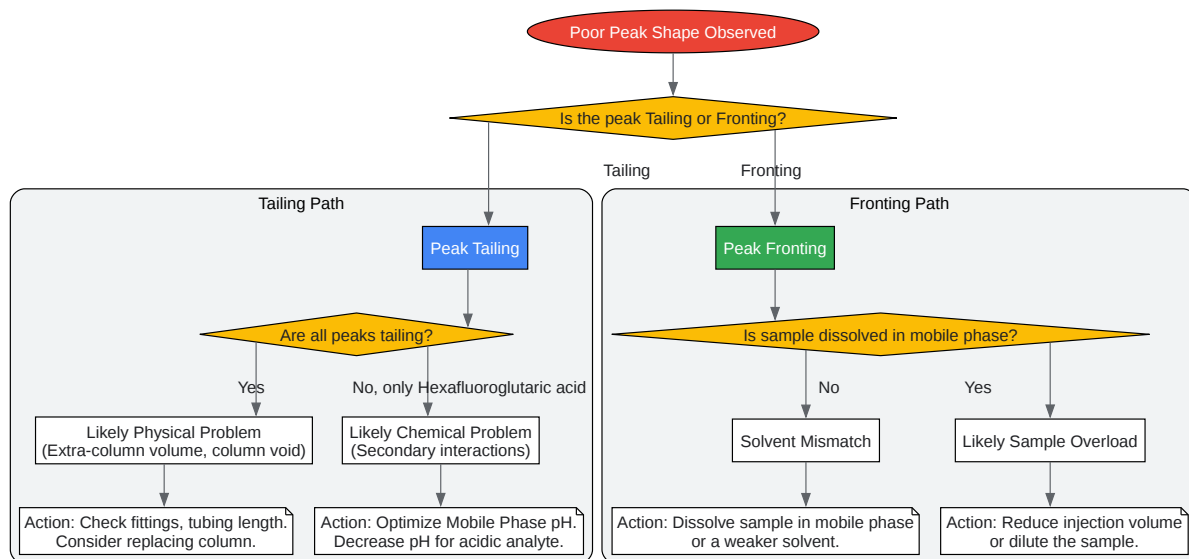 Poor Peak Shape Observed
Is the peak Tailing or Fronting?
Tailing
Fronting
Tailing Path
Fronting Path
Peak Tailing
Peak Fronting
Are all peaks tailing?
Is sample dissolved in mobile phase?
Yes
No, only Hexafluoroglutaric acid
No
Yes
Likely Physical Problem
(Extra-column volume, column void)
Likely Chemical Problem
(Secondary interactions)
Solvent Mismatch
Likely Sample Overload
Action: Check fittings, tubing length.
Consider replacing column.
Action: Optimize Mobile Phase pH.
Decrease pH for acidic analyte.
Action: Dissolve sample in mobile phase
or a weaker solvent.
Action: Reduce injection volume
or dilute the sample.